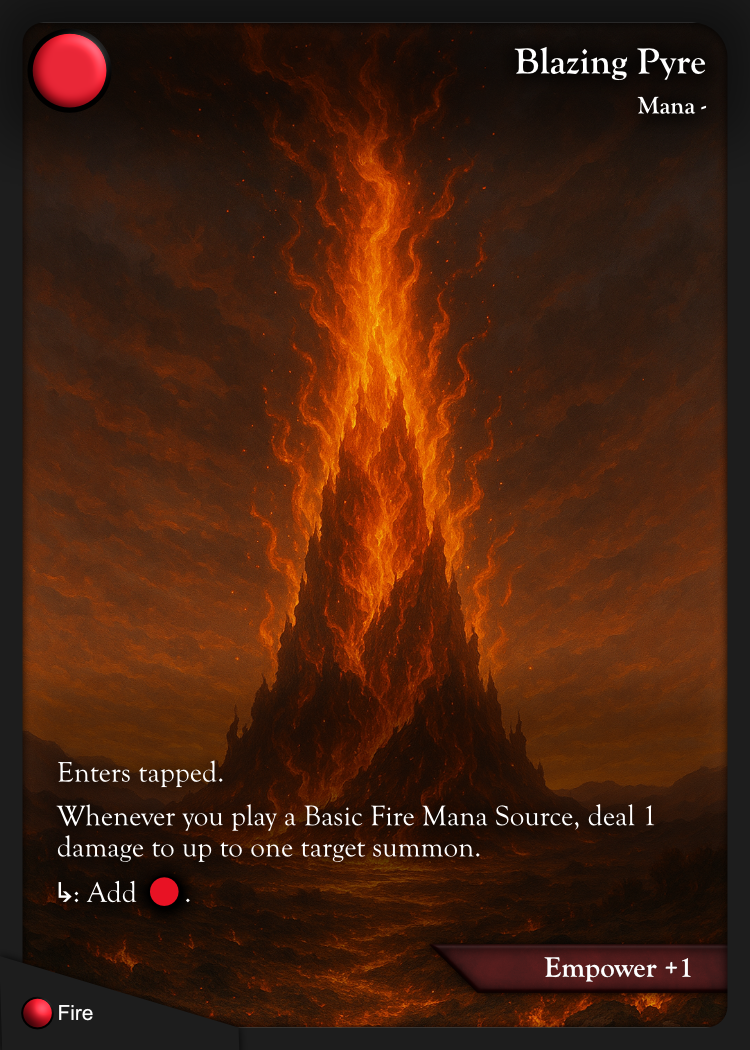 Blazing Pyre
Mana -
Enters tapped.
Whenever you play a Basic Fire Mana Source, deal 1
damage to up to one target summon.
↳: Add 🔴.
Empower +1
Fire